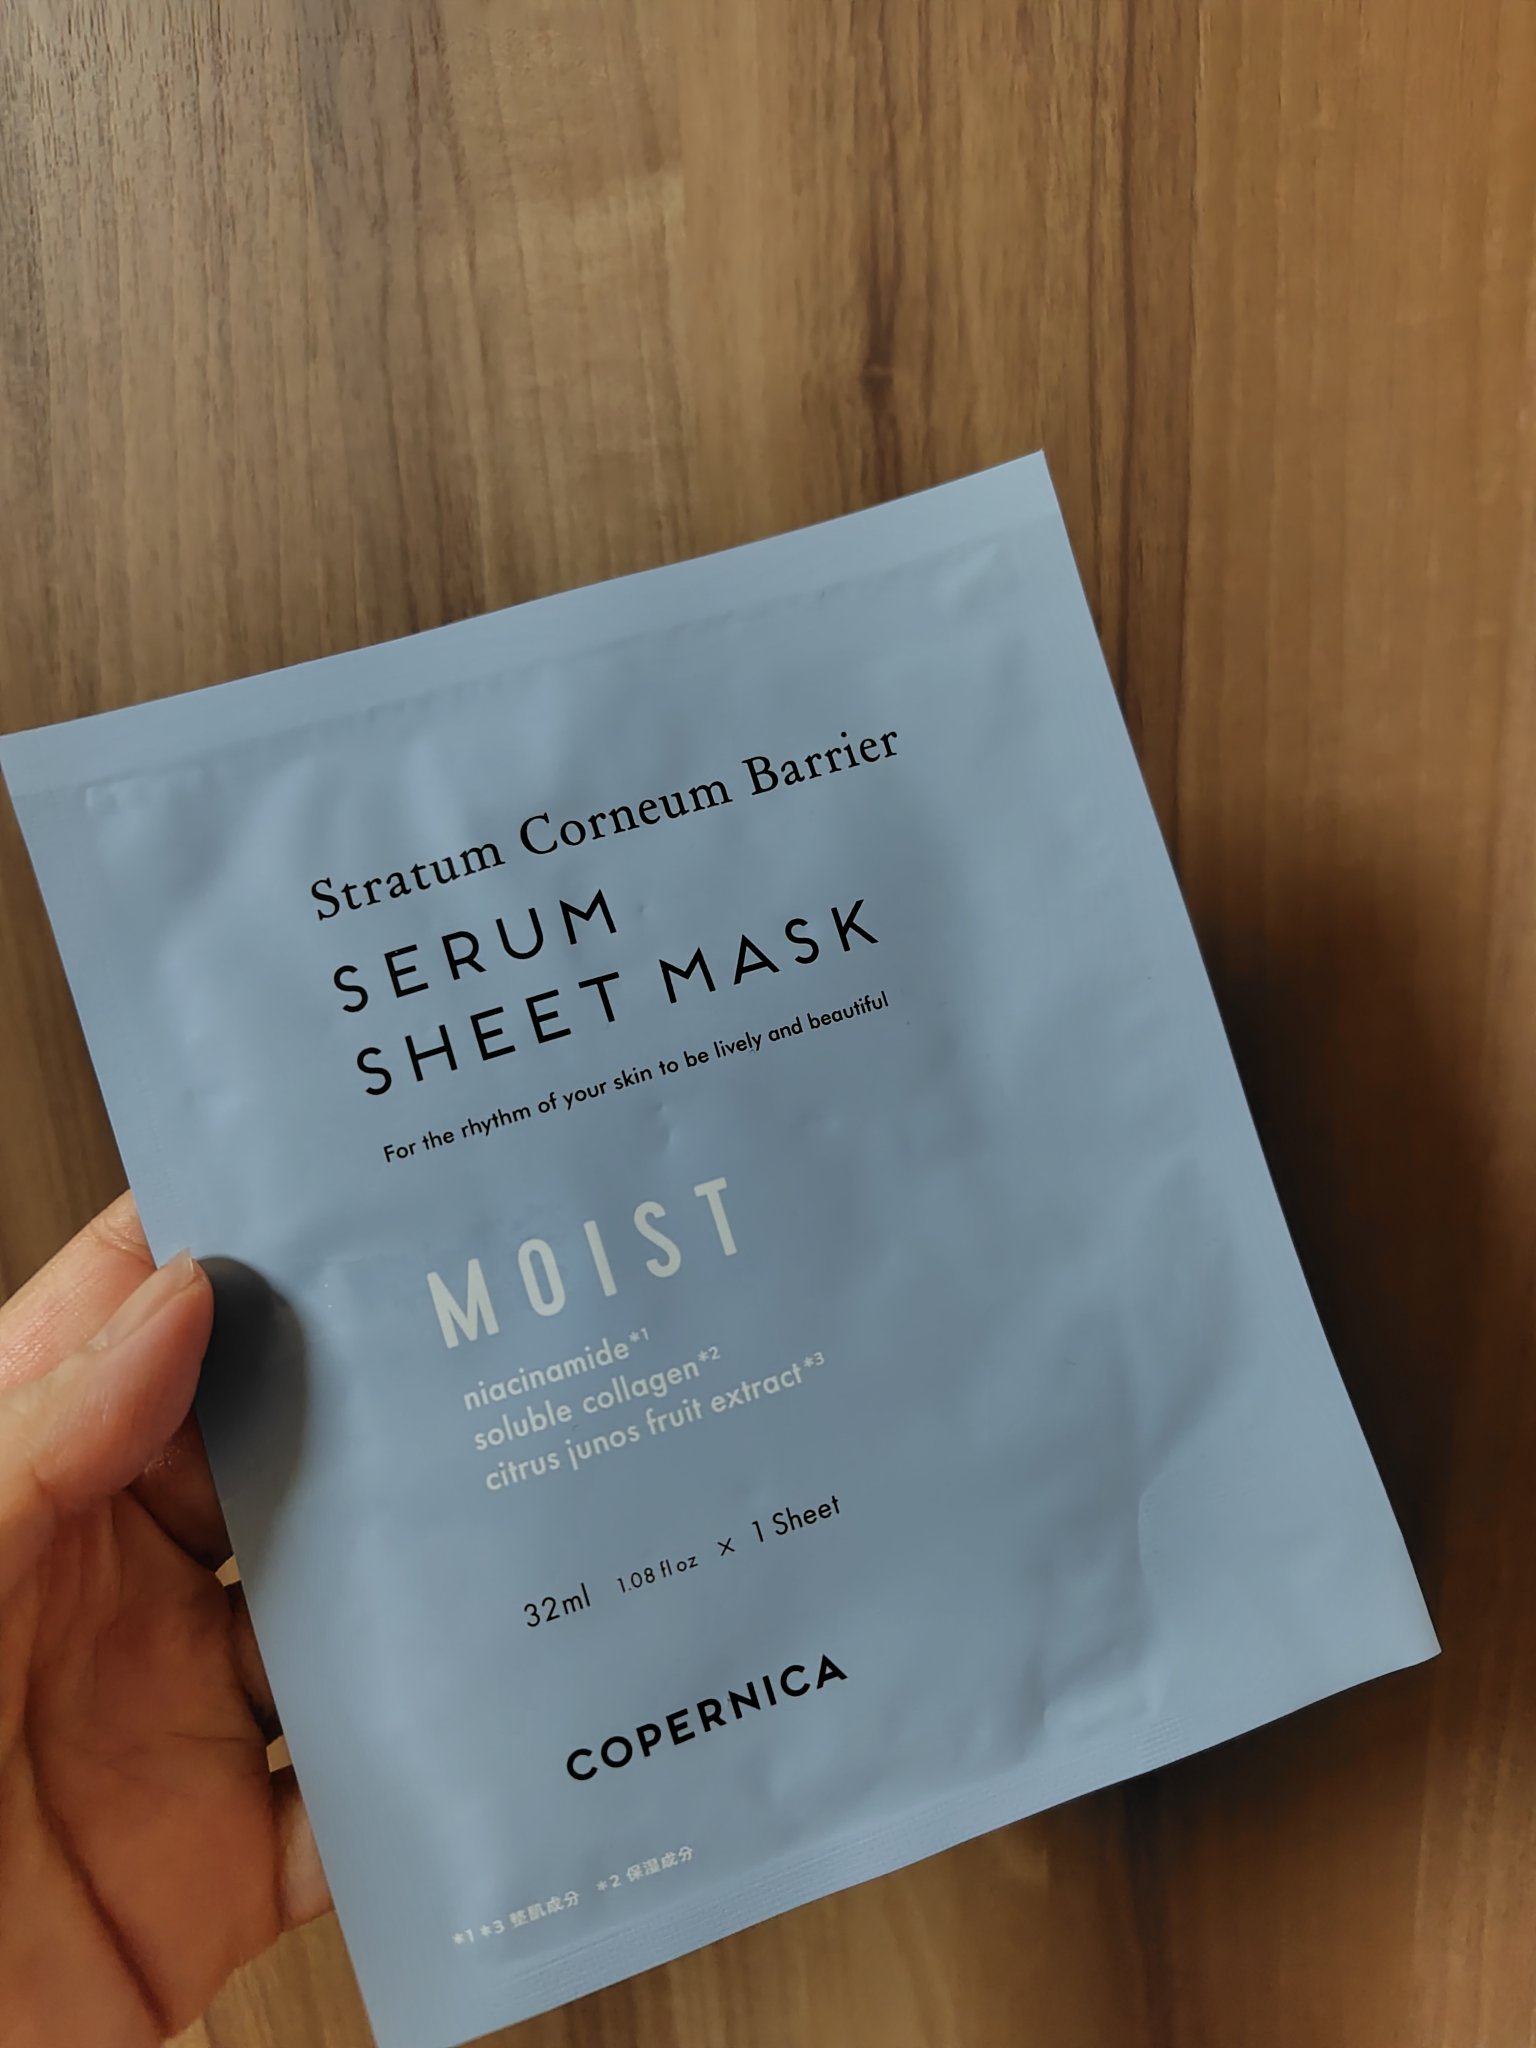 Stratum Corneum Barrier
SERUM
SHEET MASK
For the rhythm of your skin to be lively and beautiful
MOIST
niacinamide*1
soluble collagen*2
citrus junos fruit extract*3
32ml 1.08 fl oz × 1 Sheet
COPERNICA
*1 *3 整肌成分 *2 保湿成分